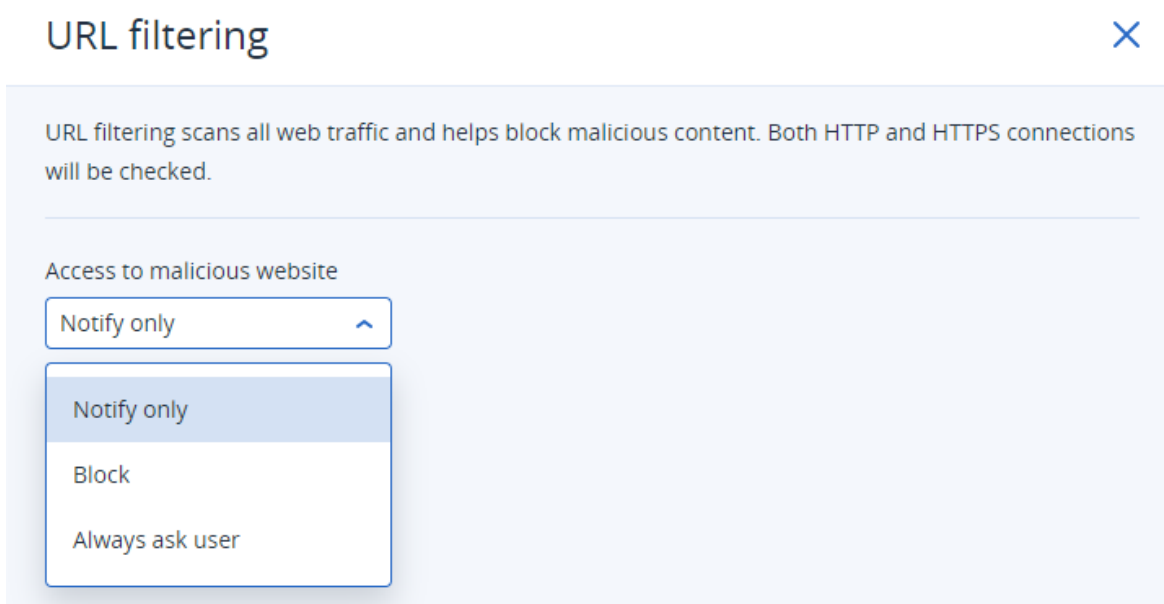 URL filtering
URL filtering scans all web traffic and helps block malicious content. Both HTTP and HTTPS connections
will be checked.
Access to malicious website
Notify only
Notify only
Block
Always ask user